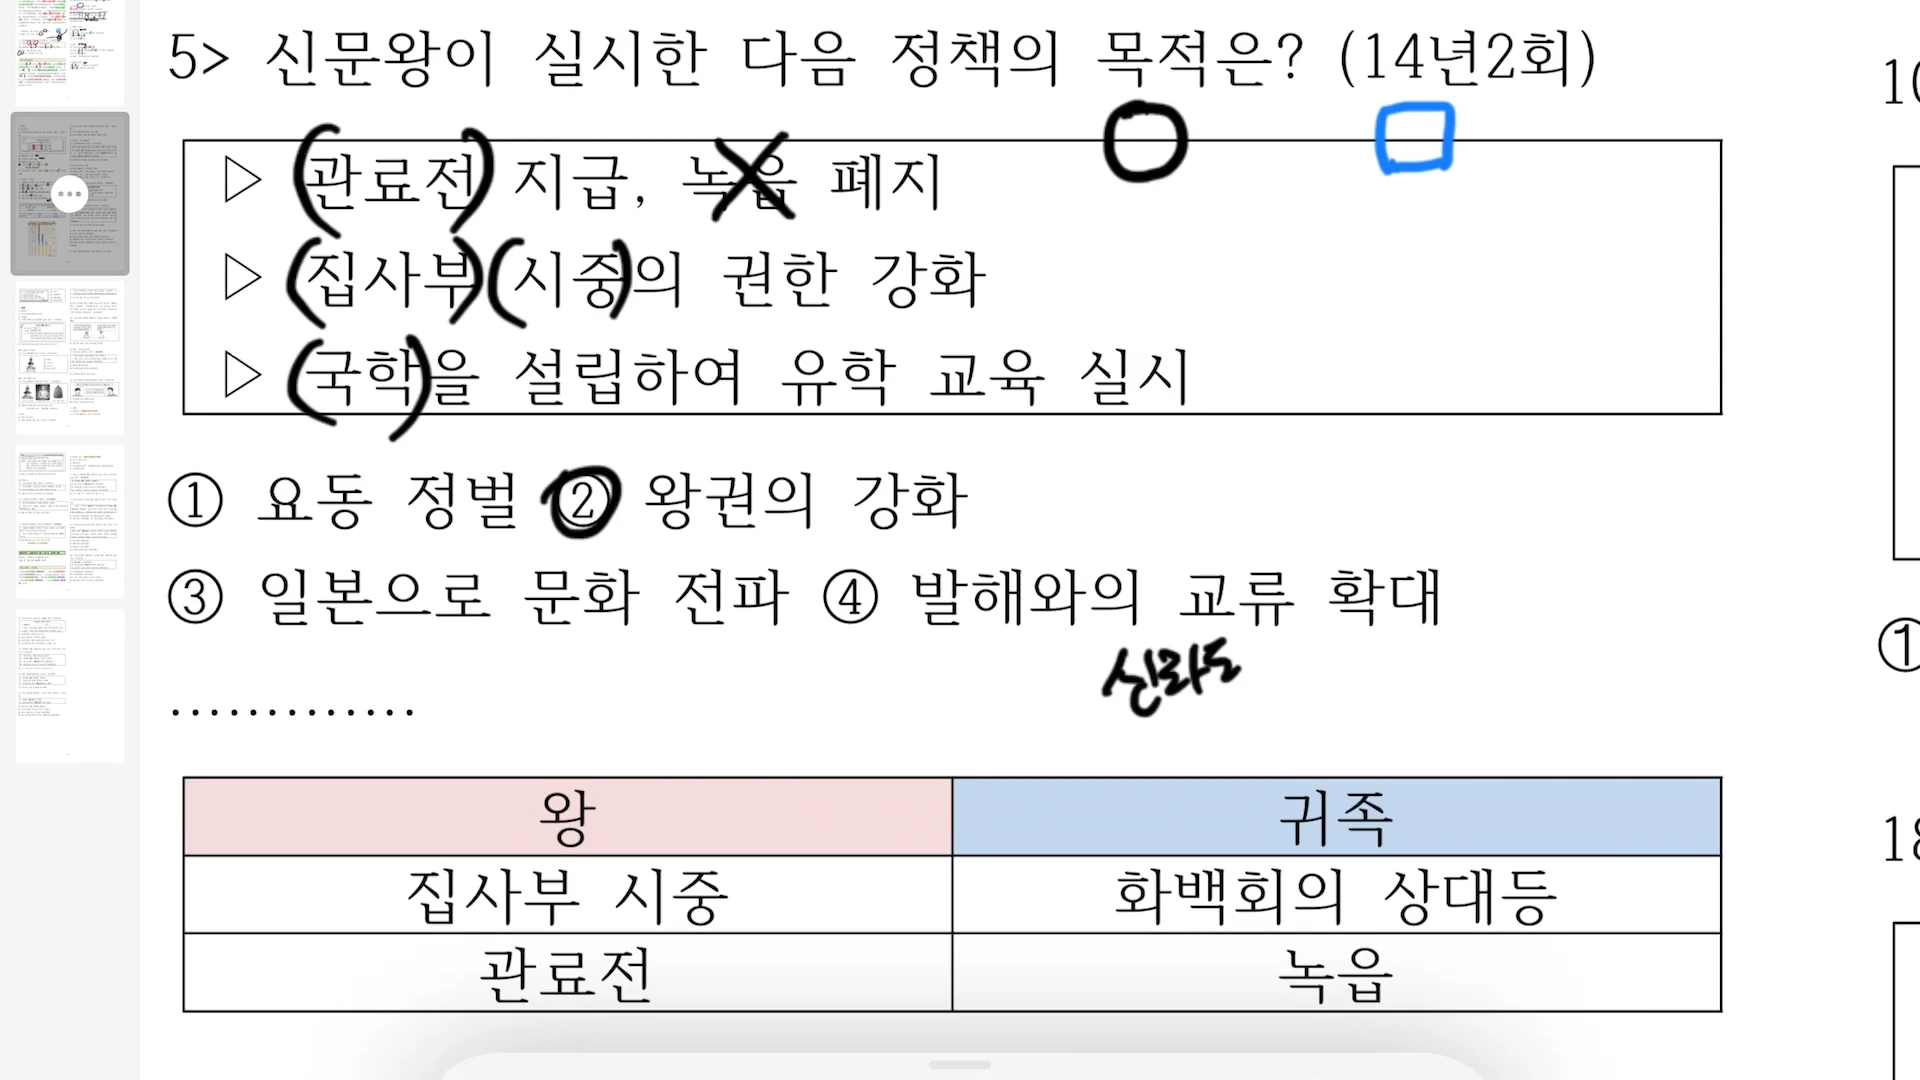 5> 신문왕이 실시한 다음 정책의 목적은? (14년2회)
▷ (관료전) 지급, 녹읍 폐지
▷ (집사부)(시중)의 권한 강화
▷ (국학)을 설립하여 유학 교육 실시
① 요동 정벌 ② 왕권의 강화
③ 일본으로 문화 전파 ④ 발해와의 교류 확대
신라도
.............
왕 귀족
집사부 시중 화백회의 상대등
관료전 녹읍
10
①
18